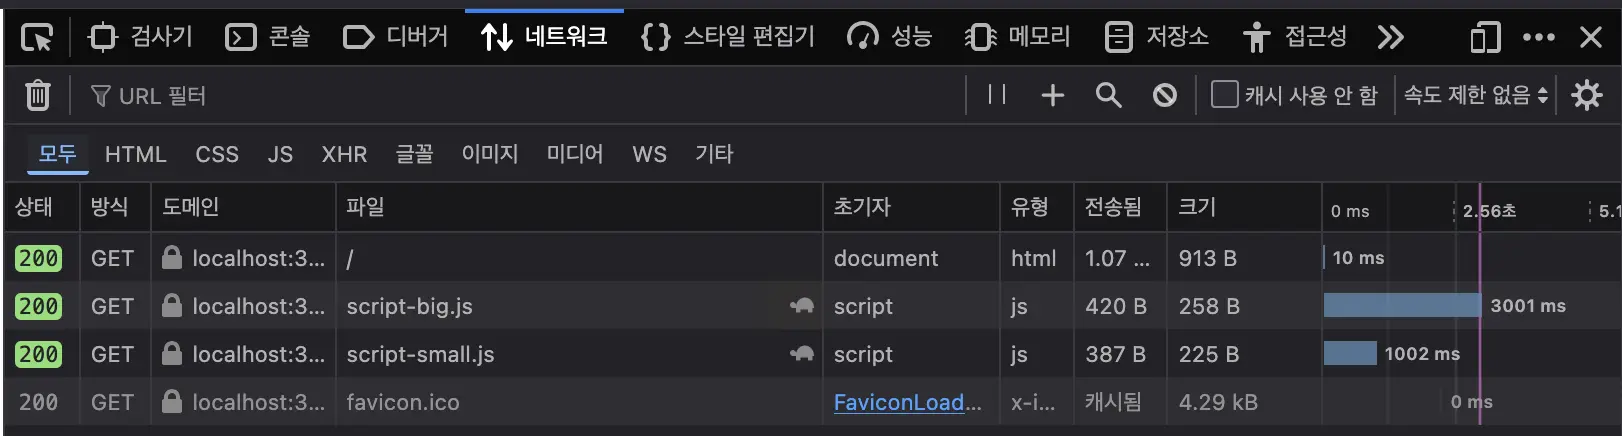 검사기 콘솔 디버거 네트워크 스타일 편집기 성능 메모리 저장소 접근성
URL 필터 캐시 사용 안 함 속도 제한 없음
모두 HTML CSS JS XHR 글꼴 이미지 미디어 WS 기타
상태 방식 도메인 파일 초기자 유형 전송됨 크기 0 ms 2.56초 5.1
200 GET localhost:3... / document html 1.07 ... 913 B 10 ms
200 GET localhost:3... script-big.js script js 420 B 258 B 3001 ms
200 GET localhost:3... script-small.js script js 387 B 225 B 1002 ms
200 GET localhost:3... favicon.ico FaviconLoad... x-i... 캐시됨 4.29 kB 0 ms